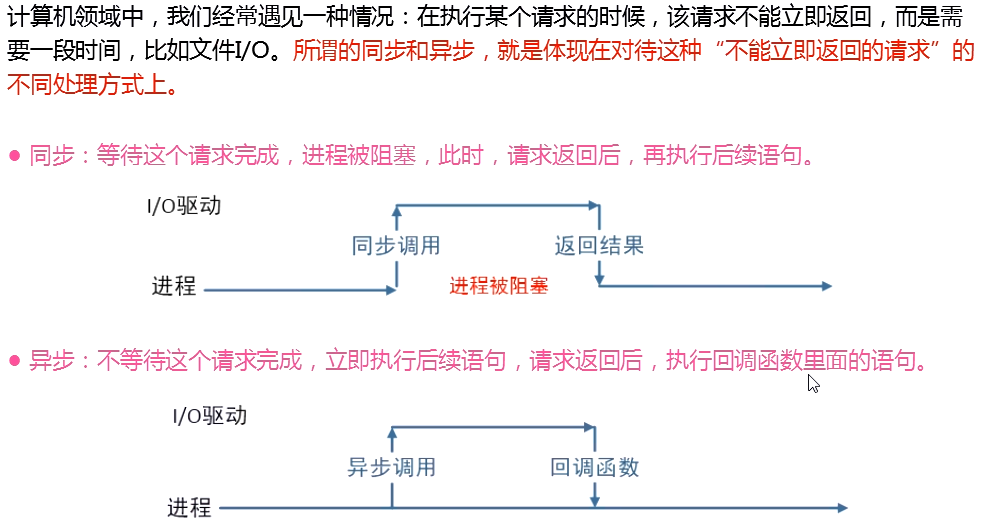 计算机领域中，我们经常遇见一种情况：在执行某个请求的时候，该请求不能立即返回，而是需
要一段时间，比如文件I/O。所谓的同步和异步，就是体现在对待这种“不能立即返回的请求”的
不同处理方式上。
● 同步：等待这个请求完成，进程被阻塞，此时，请求返回后，再执行后续语句。
I/O驱动
同步调用 返回结果
进程 进程被阻塞
● 异步：不等待这个请求完成，立即执行后续语句，请求返回后，执行回调函数里面的语句。
I/O驱动
异步调用 回调函数
进程